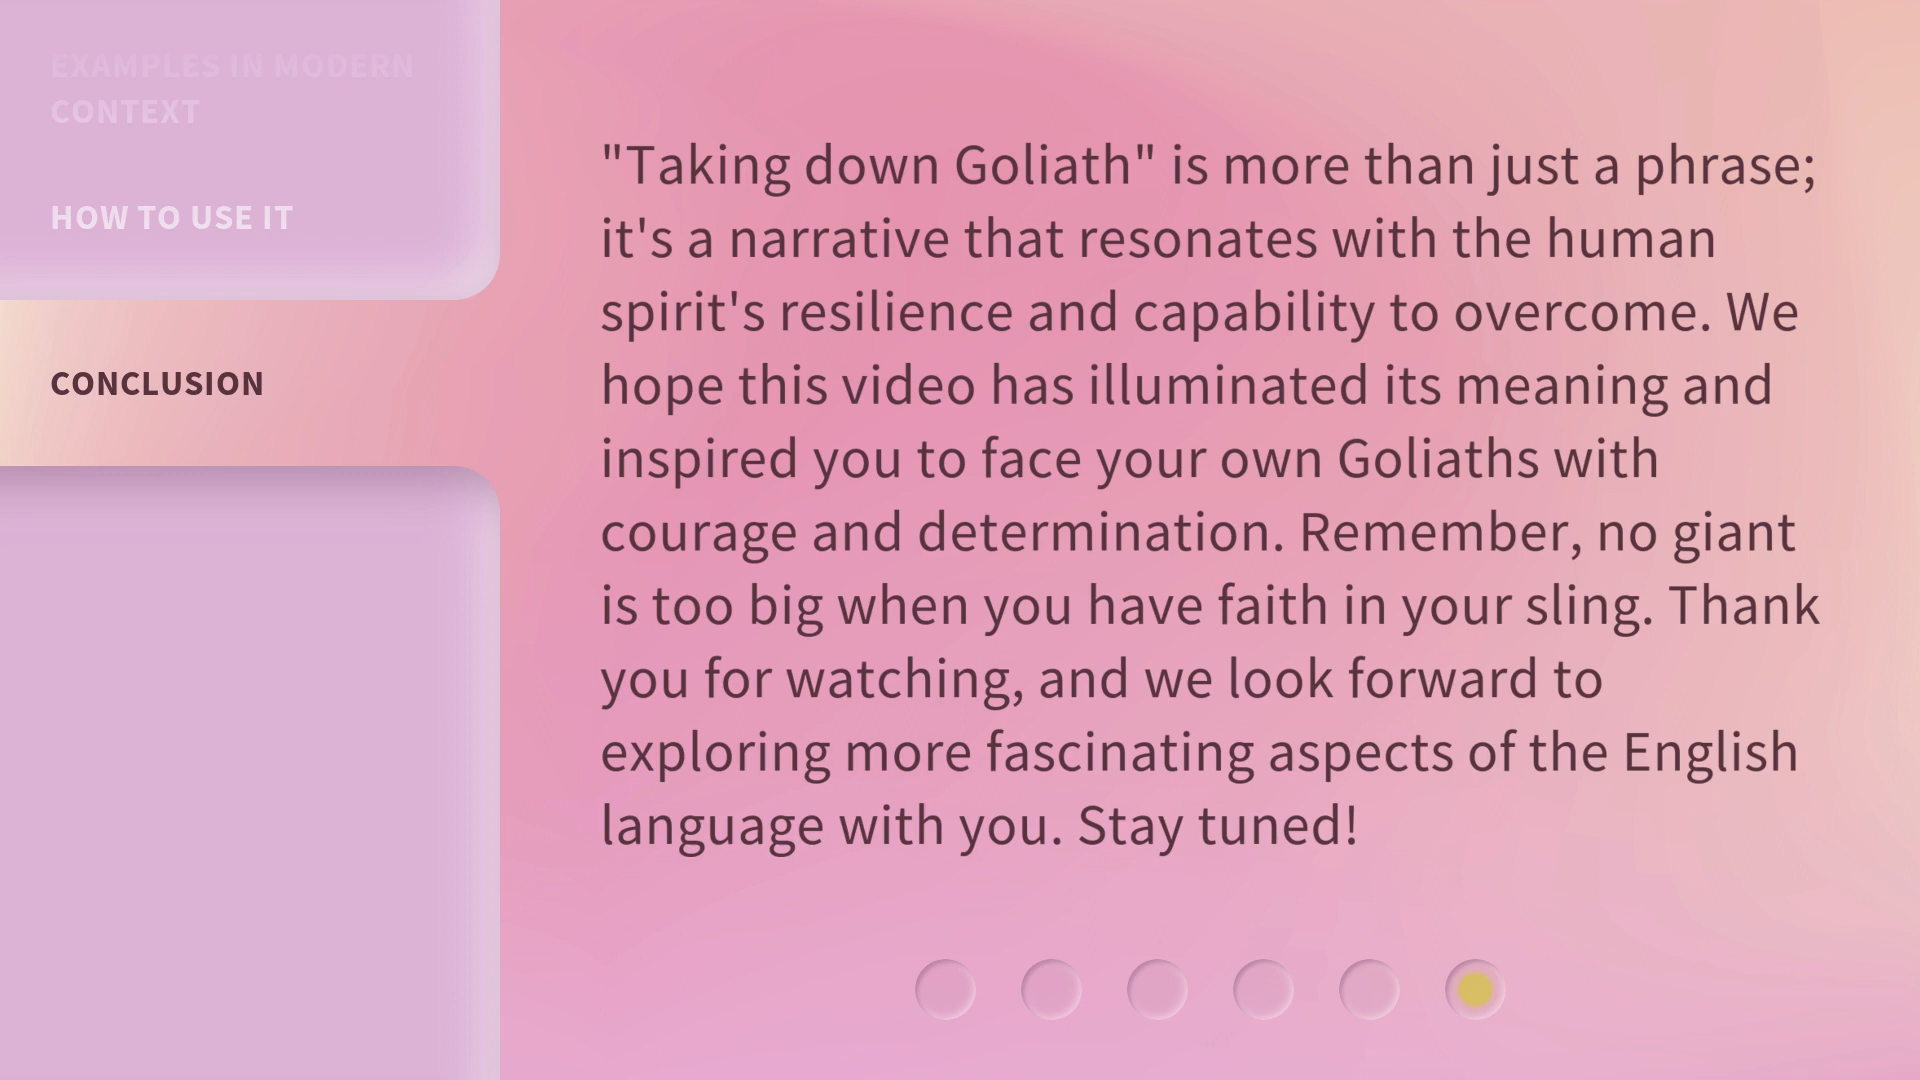 EXAMPLES IN MODERN
CONTEXT
HOW TO USE IT
CONCLUSION
"Taking down Goliath" is more than just a phrase;
it's a narrative that resonates with the human
spirit's resilience and capability to overcome. We
hope this video has illuminated its meaning and
inspired you to face your own Goliaths with
courage and determination. Remember, no giant
is too big when you have faith in your sling. Thank
you for watching, and we look forward to
exploring more fascinating aspects of the English
language with you. Stay tuned!